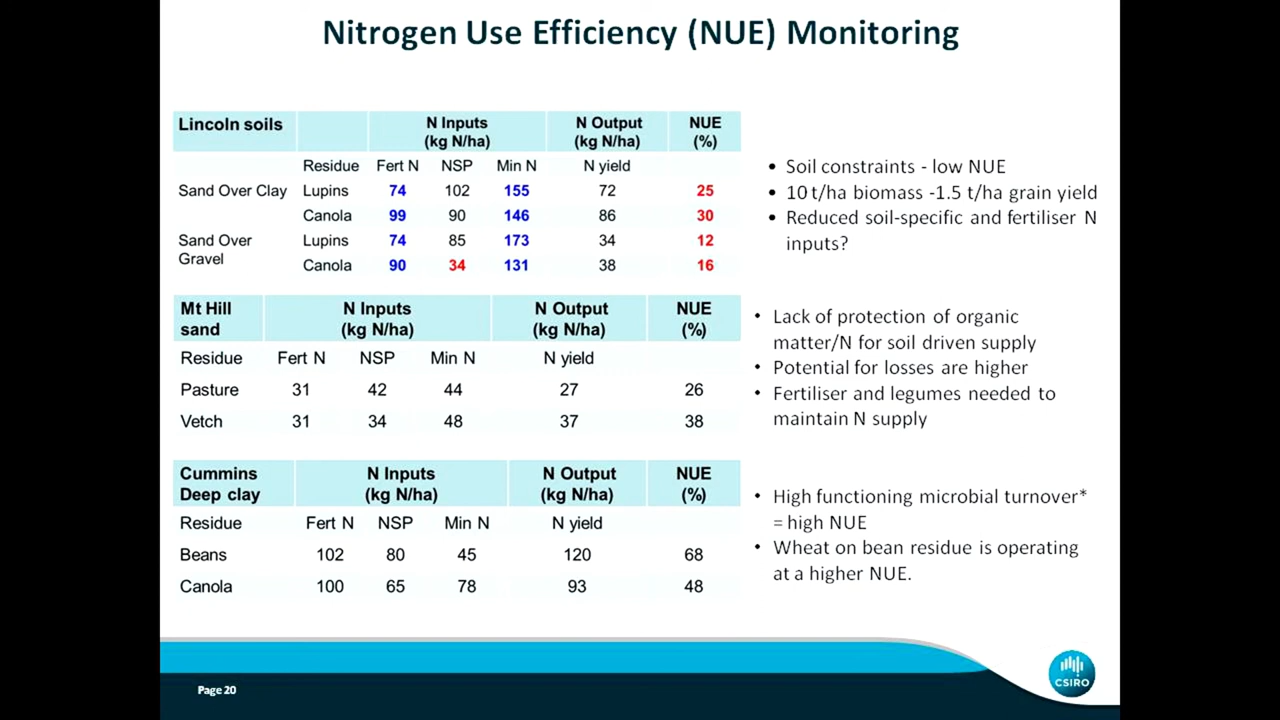 Nitrogen Use Efficiency (NUE) Monitoring
Lincoln soils N Inputs (kg N/ha) N Output (kg N/ha) NUE (%)
Residue Fert N NSP Min N N yield
Sand Over Clay Lupins 74 102 155 72 25
Canola 99 90 146 86 30
Sand Over Gravel Lupins 74 85 173 34 12
Canola 90 34 131 38 16
• Soil constraints - low NUE
• 10 t/ha biomass -1.5 t/ha grain yield
• Reduced soil-specific and fertiliser N
inputs?
Mt Hill sand N Inputs (kg N/ha) N Output (kg N/ha) NUE (%)
Residue Fert N NSP Min N N yield
Pasture 31 42 44 27 26
Vetch 31 34 48 37 38
• Lack of protection of organic
matter/N for soil driven supply
• Potential for losses are higher
• Fertiliser and legumes needed to
maintain N supply
Cummins Deep clay N Inputs (kg N/ha) N Output (kg N/ha) NUE (%)
Residue Fert N NSP Min N N yield
Beans 102 80 45 120 68
Canola 100 65 78 93 48
• High functioning microbial turnover*
= high NUE
• Wheat on bean residue is operating
at a higher NUE.
Page 20
CSIRO